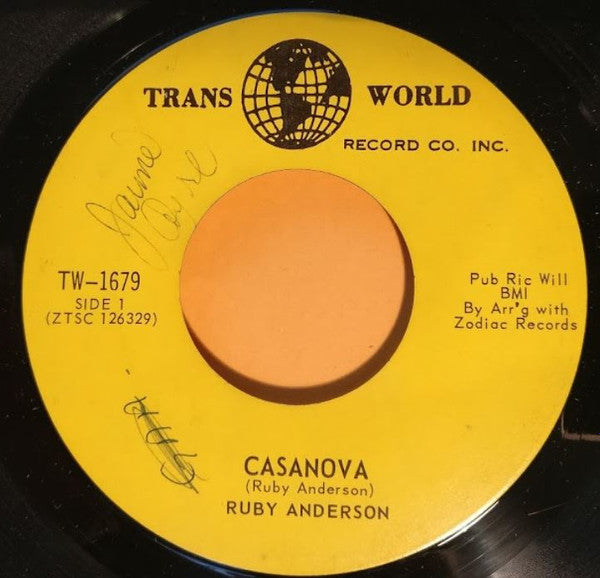 TRANS WORLD
RECORD CO. INC.
Jaime
TW-1679
SIDE 1
(ZTSC 126329)
Pub Ric Will
BMI
By Arr'g with
Zodiac Records
CASANOVA
(Ruby Anderson)
RUBY ANDERSON